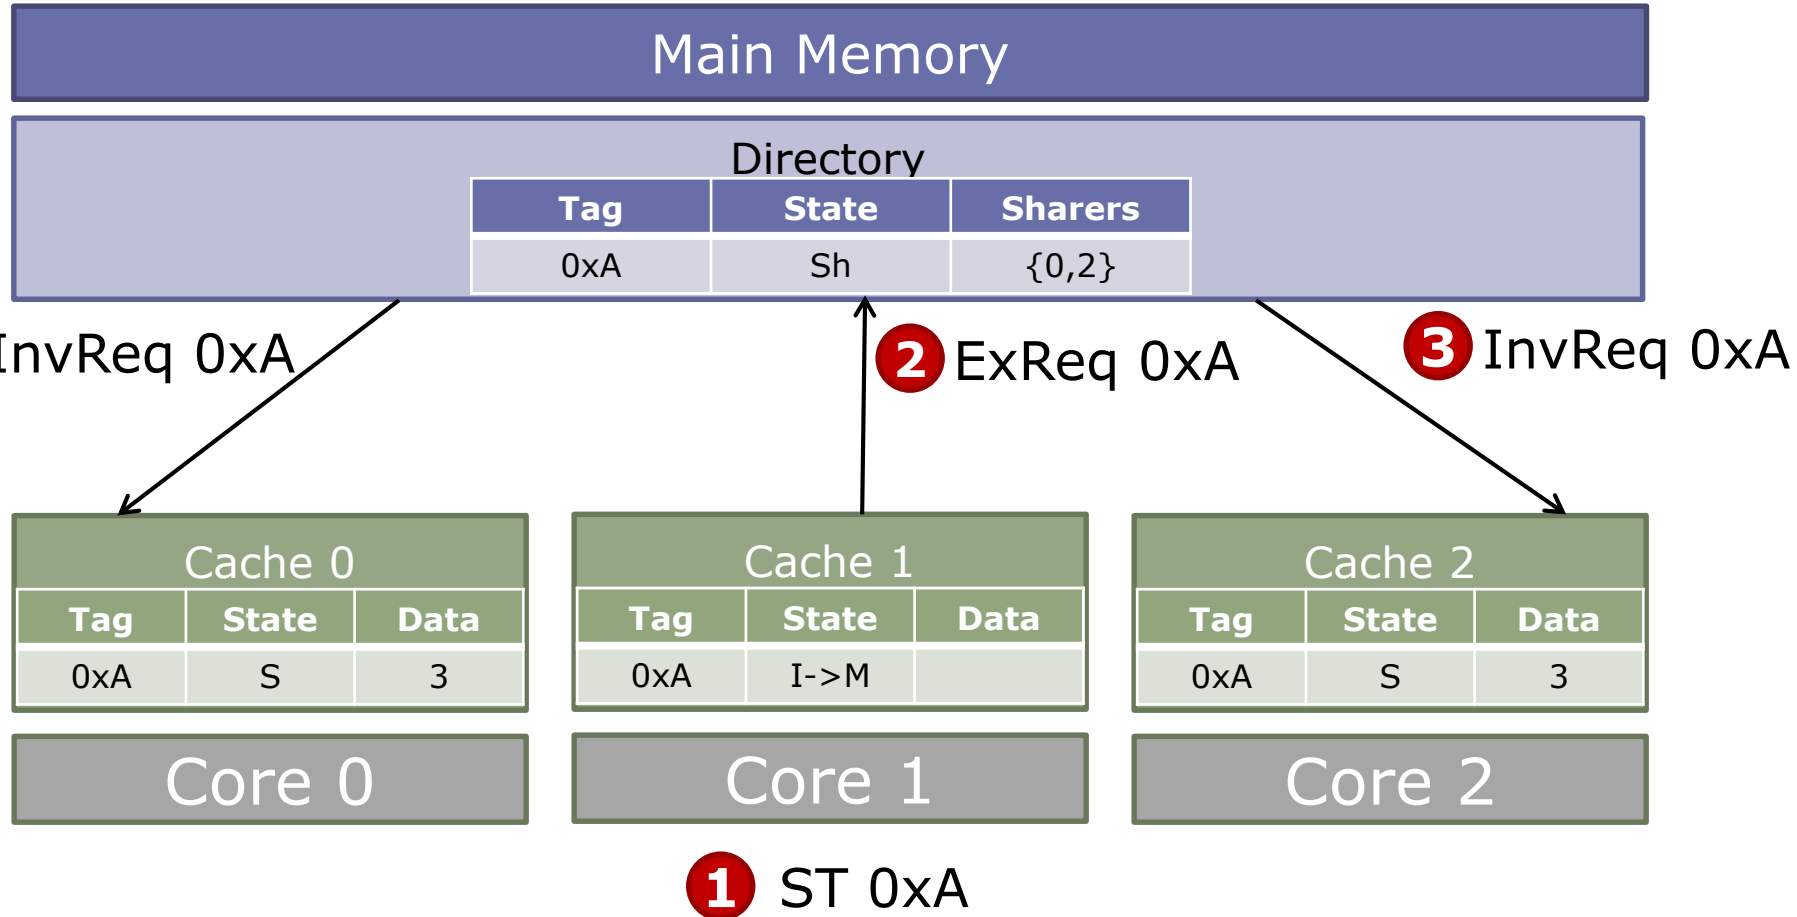 Main Memory
Directory
Tag State Sharers
0xA Sh {0,2}
InvReq 0xA
2 ExReq 0xA
3 InvReq 0xA
Cache 0
Tag State Data
0xA S 3
Cache 1
Tag State Data
0xA I->M
Cache 2
Tag State Data
0xA S 3
Core 0
Core 1
Core 2
1 ST 0xA